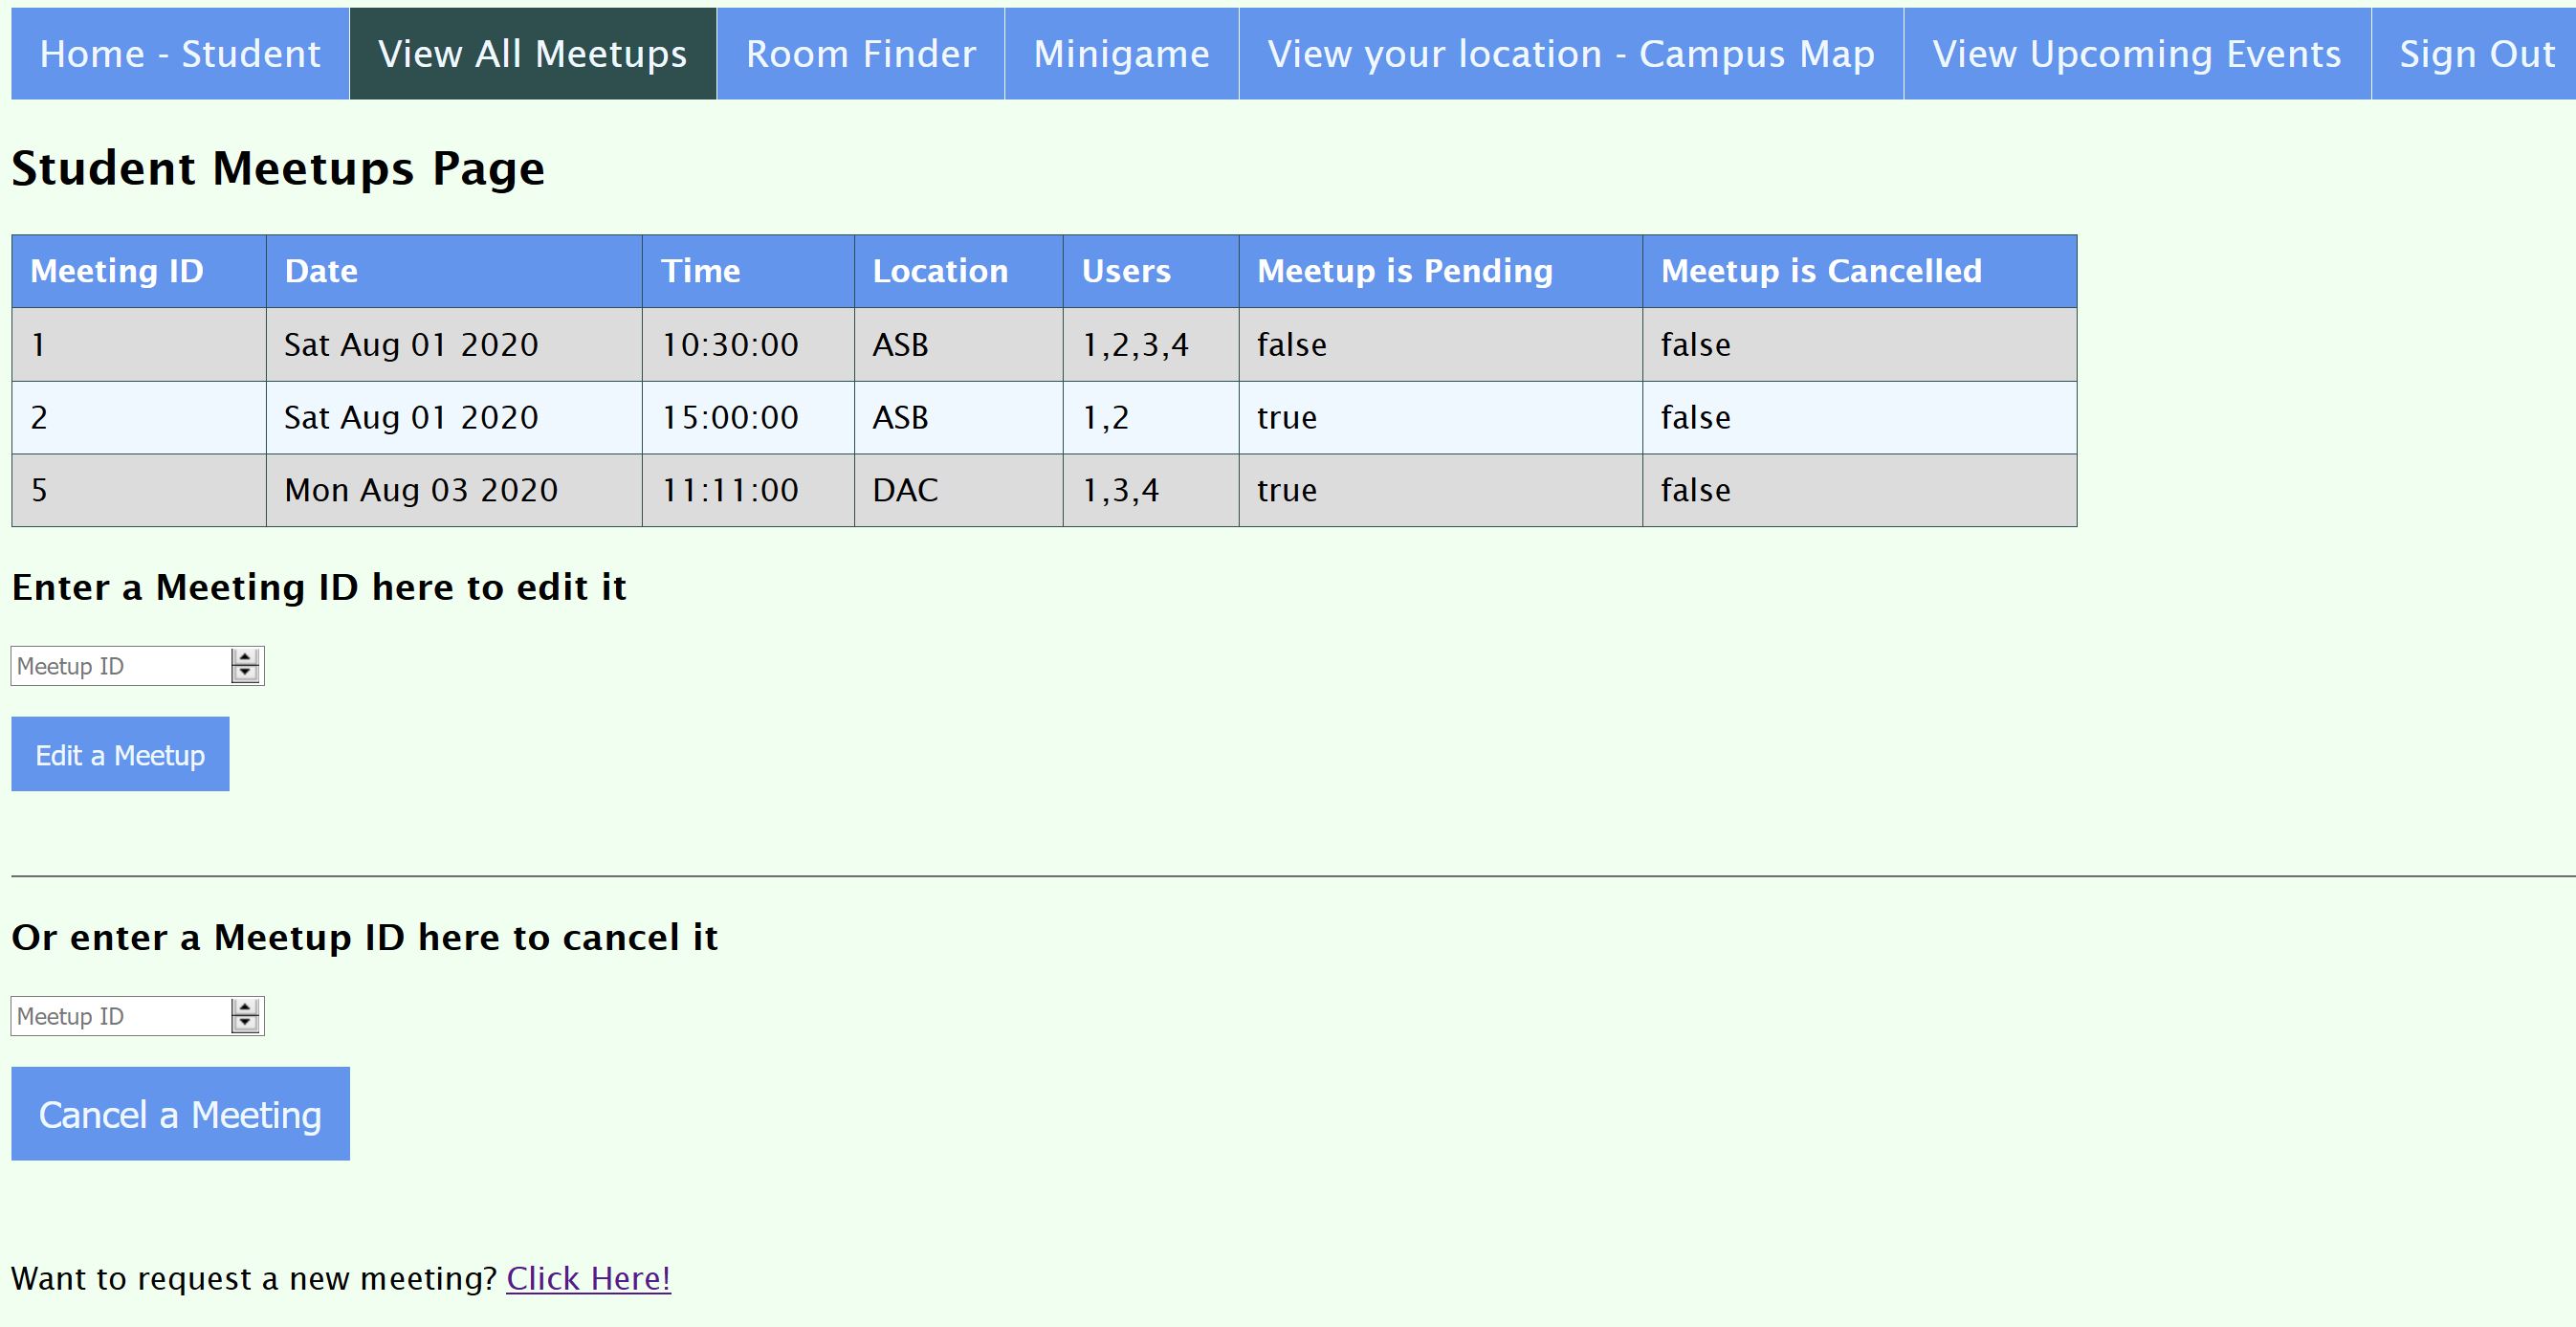 Home - Student View All Meetups Room Finder Minigame View your location - Campus Map View Upcoming Events Sign Out
Student Meetups Page
Meeting ID Date Time Location Users Meetup is Pending Meetup is Cancelled
1 Sat Aug 01 2020 10:30:00 ASB 1,2,3,4 false false
2 Sat Aug 01 2020 15:00:00 ASB 1,2 true false
5 Mon Aug 03 2020 11:11:00 DAC 1,3,4 true false
Enter a Meeting ID here to edit it
Meetup ID
Edit a Meetup
Or enter a Meetup ID here to cancel it
Meetup ID
Cancel a Meeting
Want to request a new meeting? Click Here!